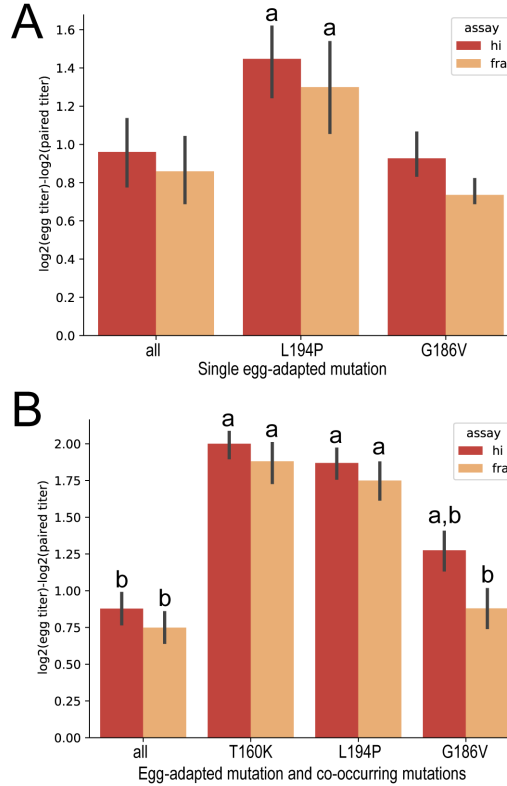 A
log2(egg titer)-log2(paired titer)
1.6
1.4
1.2
1.0
0.8
0.6
0.4
0.2
0.0
a
a
assay
hi
fra
all
L194P
G186V
Single egg-adapted mutation
B
log2(egg titer)-log2(paired titer)
2.00
1.75
1.50
1.25
1.00
0.75
0.50
0.25
0.00
b
b
a
a
a
a
a,b
b
assay
hi
fra
all
T160K
L194P
G186V
Egg-adapted mutation and co-occurring mutations